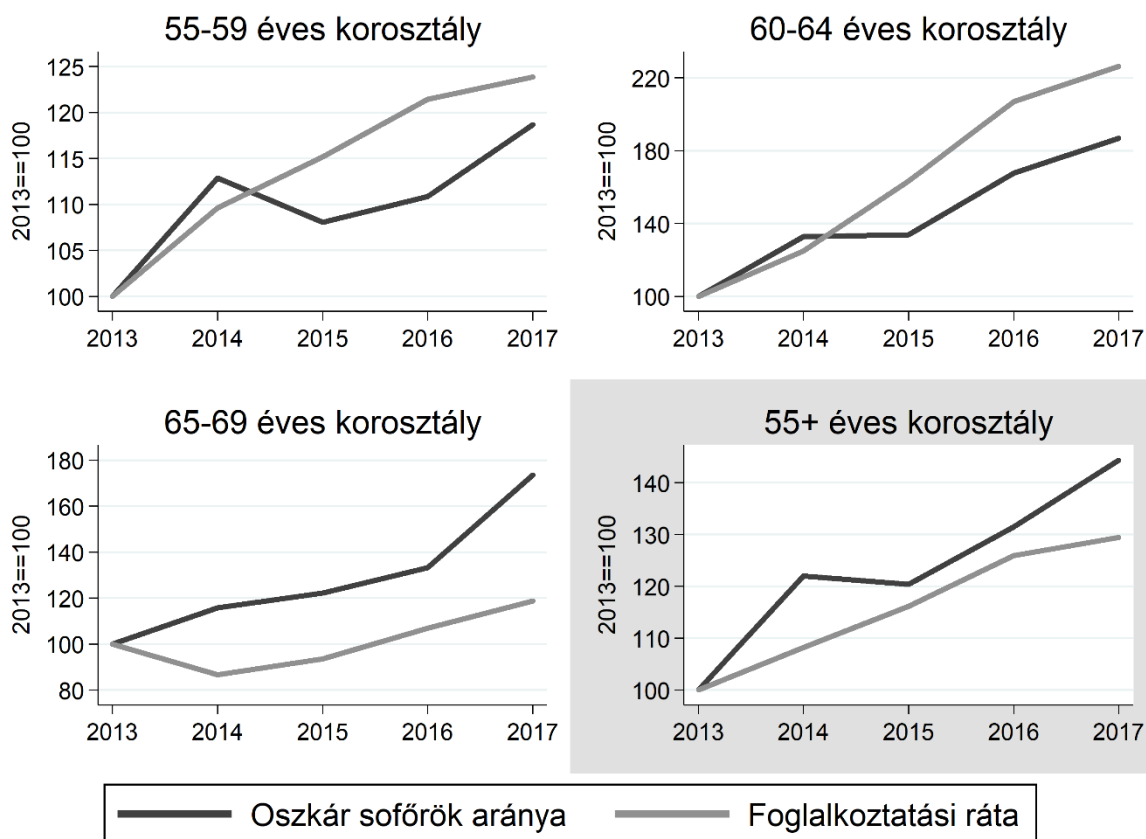 55-59 éves korosztály
2013==100
125
120
115
110
105
100
2013 2014 2015 2016 2017
60-64 éves korosztály
2013==100
220
180
140
100
2013 2014 2015 2016 2017
65-69 éves korosztály
2013==100
180
160
140
120
100
80
2013 2014 2015 2016 2017
55+ éves korosztály
2013==100
140
130
120
110
100
2013 2014 2015 2016 2017
Oszkár sofőrök aránya Foglalkoztatási ráta